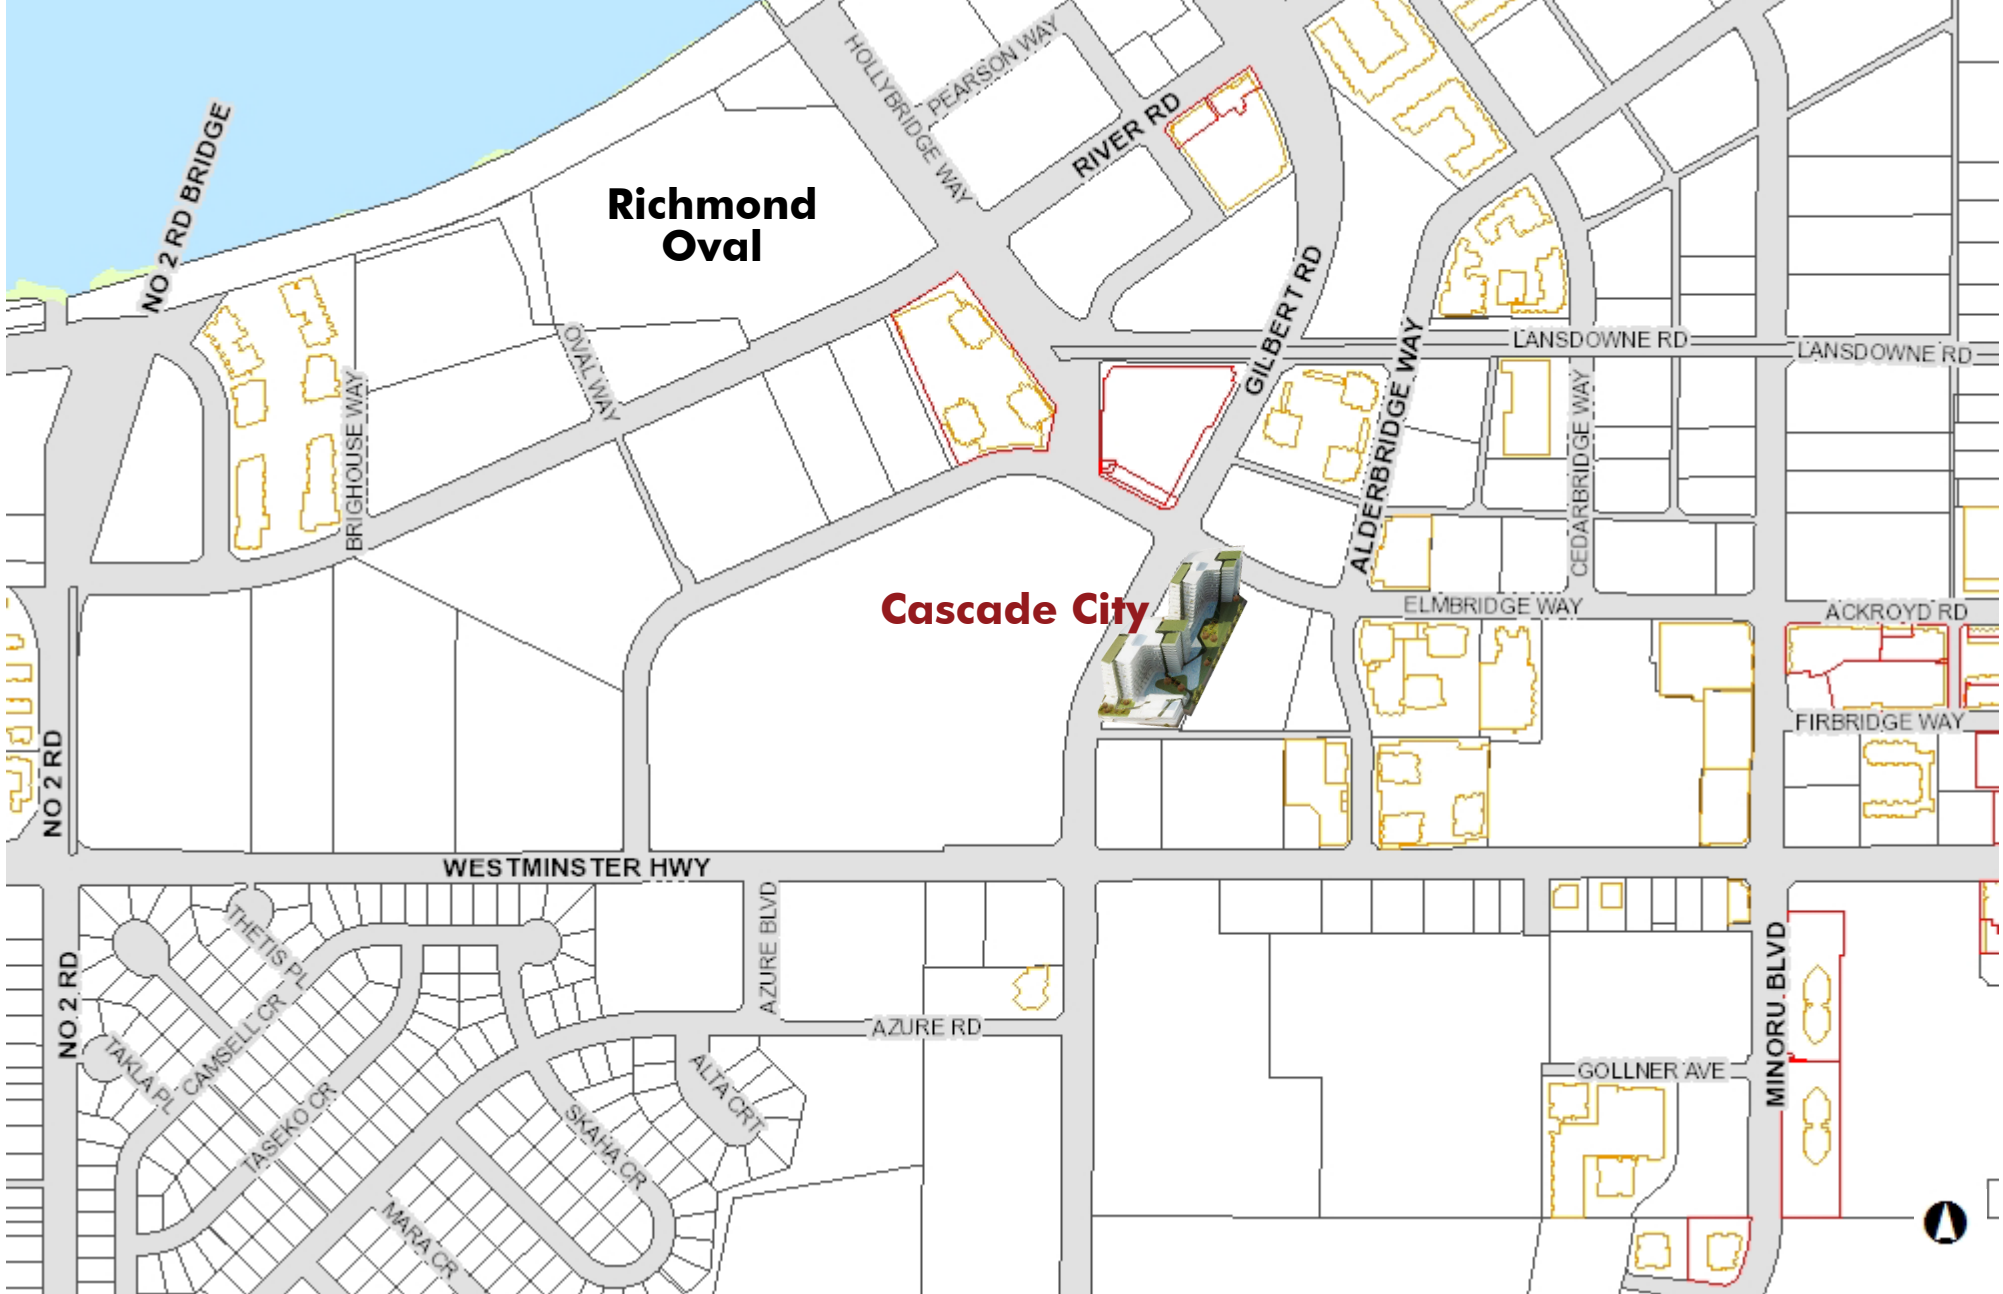 HOLLYBRIDGE WAY
PEARSON WAY
RIVER RD
NO 2 RD BRIDGE
Richmond
Oval
GILBERT RD
ALDERBRIDGE WAY
LANSDOWNE RD
LANSDOWNE RD
OVAL WAY
BRIGHOUSE WAY
CEDARBRIDGE WAY
Cascade City
ELMBRIDGE WAY
ACKROYD RD
FIRBRIDGE WAY
NO 2 RD
WESTMINSTER HWY
THETIS PL
AZURE BLVD
NO 2 RD
CAMSELL CR
TAKLA PL
TASEKO CR
AZURE RD
ALTA CRT
SKAHA CR
MARA CR
MINORU BLVD
GOLLNER AVE